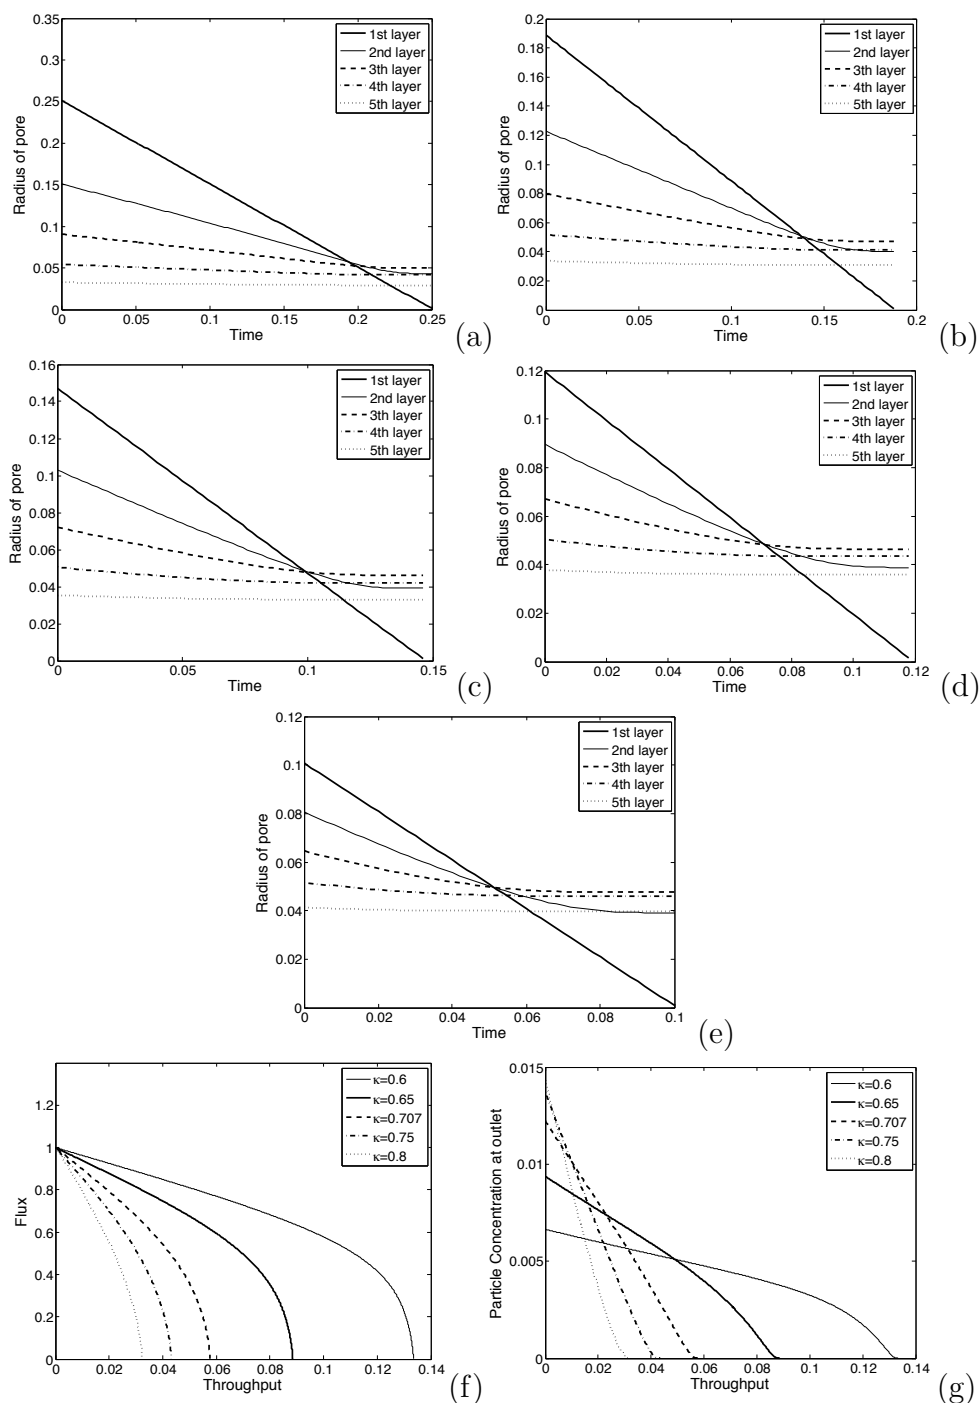 0.35
0.3
0.25
0.2
0.15
0.1
0.05
0
Radius of pore
0 0.05 0.1 0.15 0.2 0.25
Time
1st layer
2nd layer
3th layer
4th layer
5th layer
(a)
0.2
0.18
0.16
0.14
0.12
0.1
0.08
0.06
0.04
0.02
0
Radius of pore
0 0.05 0.1 0.15 0.2
Time
1st layer
2nd layer
3th layer
4th layer
5th layer
(b)
0.16
0.14
0.12
0.1
0.08
0.06
0.04
0.02
0
Radius of pore
0 0.05 0.1 0.15
Time
1st layer
2nd layer
3th layer
4th layer
5th layer
(c)
0.12
0.1
0.08
0.06
0.04
0.02
0
Radius of pore
0 0.02 0.04 0.06 0.08 0.1 0.12
Time
1st layer
2nd layer
3th layer
4th layer
5th layer
(d)
0.12
0.1
0.08
0.06
0.04
0.02
0
Radius of pore
0 0.02 0.04 0.06 0.08 0.1
Time
1st layer
2nd layer
3th layer
4th layer
5th layer
(e)
1.2
1
0.8
0.6
0.4
0.2
0
Flux
0 0.02 0.04 0.06 0.08 0.1 0.12 0.14
Throughput
κ=0.6
κ=0.65
κ=0.707
κ=0.75
κ=0.8
(f)
0.015
0.01
0.005
0
Particle Concentration at outlet
0.02 0.04 0.06 0.08 0.1 0.12 0.14
Throughput
κ=0.6
κ=0.65
κ=0.707
κ=0.75
κ=0.8
(g)